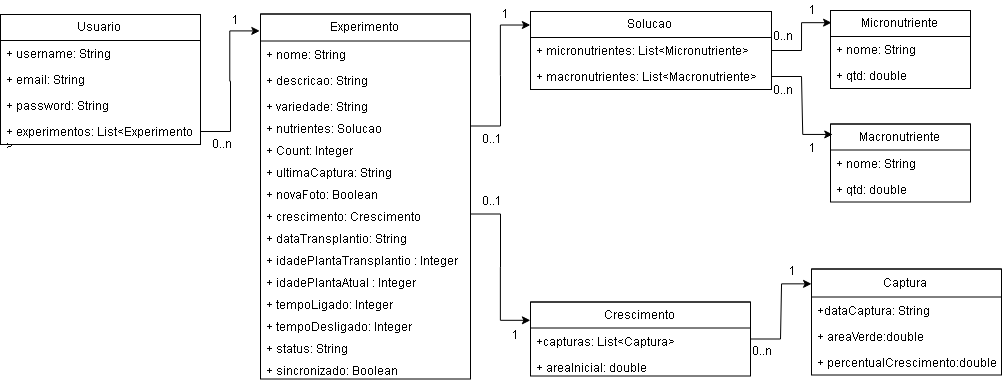 Usuario
+ username: String
+ email: String
+ password: String
+ experimentos: List<Experimento
>
0..n
1
Experimento
+ nome: String
+ descricao: String
+ variedade: String
+ nutrientes: Solucao
+ Count: Integer
+ ultimaCaptura: String
+ novaFoto: Boolean
+ crescimento: Crescimento
+ dataTransplantio: String
+ idadePlantaTransplantio : Integer
+ idadePlantaAtual : Integer
+ tempoLigado: Integer
+ tempoDesligado: Integer
+ status: String
+ sincronizado: Boolean
0..1
1
Solucao
+ micronutrientes: List<Micronutriente>
+ macronutrientes: List<Macronutriente>
0..n
1
Micronutriente
+ nome: String
+ qtd: double
0..n
1
Macronutriente
+ nome: String
+ qtd: double
0..1
1
Crescimento
+capturas: List<Captura>
+ areaInicial: double
0..n
1
Captura
+dataCaptura: String
+ areaVerde:double
+ percentualCrescimento:double